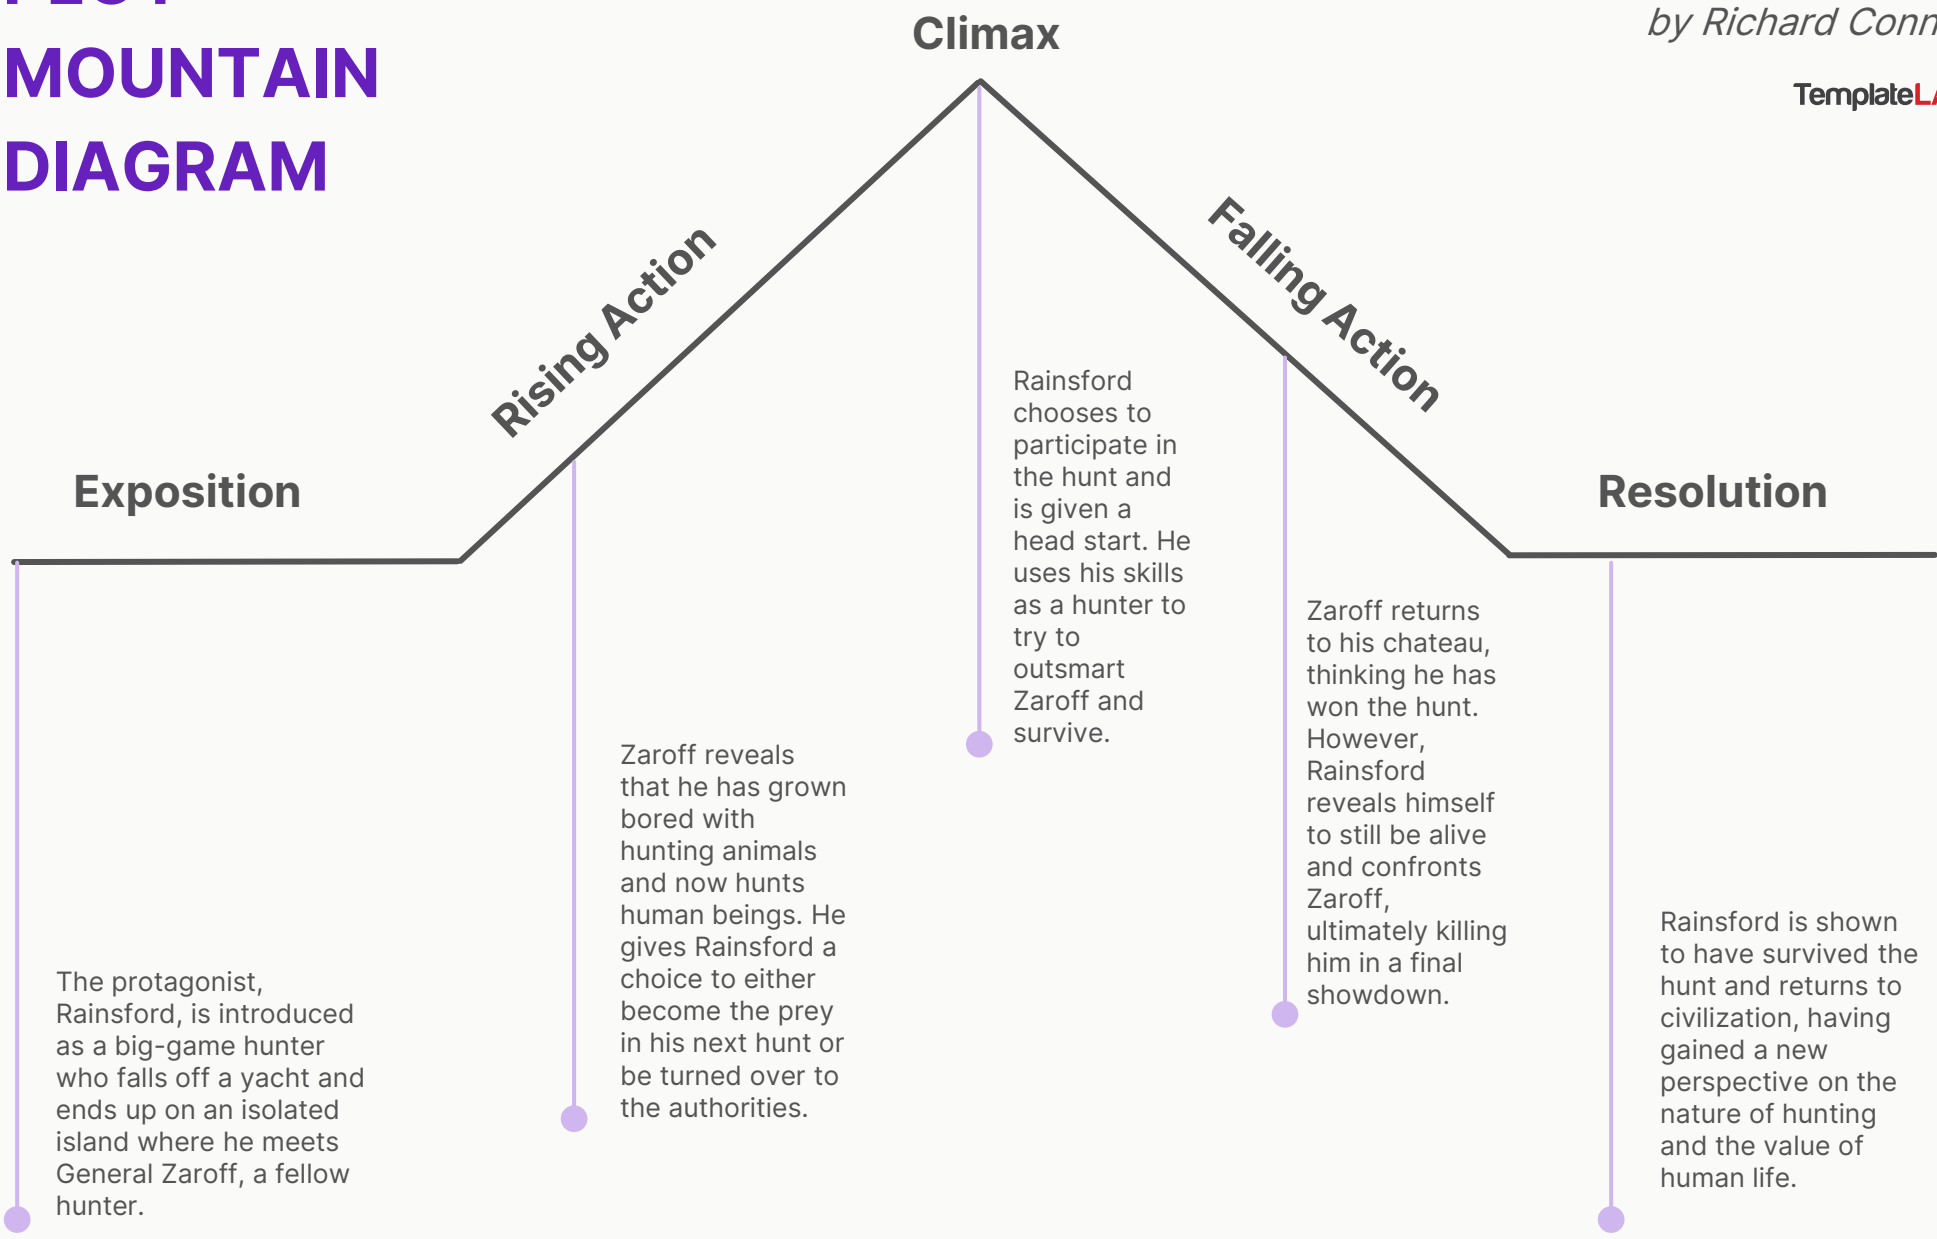 MOUNTAIN
DIAGRAM
Climax
by Richard Conn
TemplateLA
Rising Action
Falling Action
Exposition
Resolution
The protagonist,
Rainsford, is introduced
as a big-game hunter
who falls off a yacht and
ends up on an isolated
island where he meets
General Zaroff, a fellow
hunter.
Zaroff reveals
that he has grown
bored with
hunting animals
and now hunts
human beings. He
gives Rainsford a
choice to either
become the prey
in his next hunt or
be turned over to
the authorities.
Rainsford
chooses to
participate in
the hunt and
is given a
head start. He
uses his skills
as a hunter to
try to
outsmart
Zaroff and
survive.
Zaroff returns
to his chateau,
thinking he has
won the hunt.
However,
Rainsford
reveals himself
to still be alive
and confronts
Zaroff,
ultimately killing
him in a final
showdown.
Rainsford is shown
to have survived the
hunt and returns to
civilization, having
gained a new
perspective on the
nature of hunting
and the value of
human life.